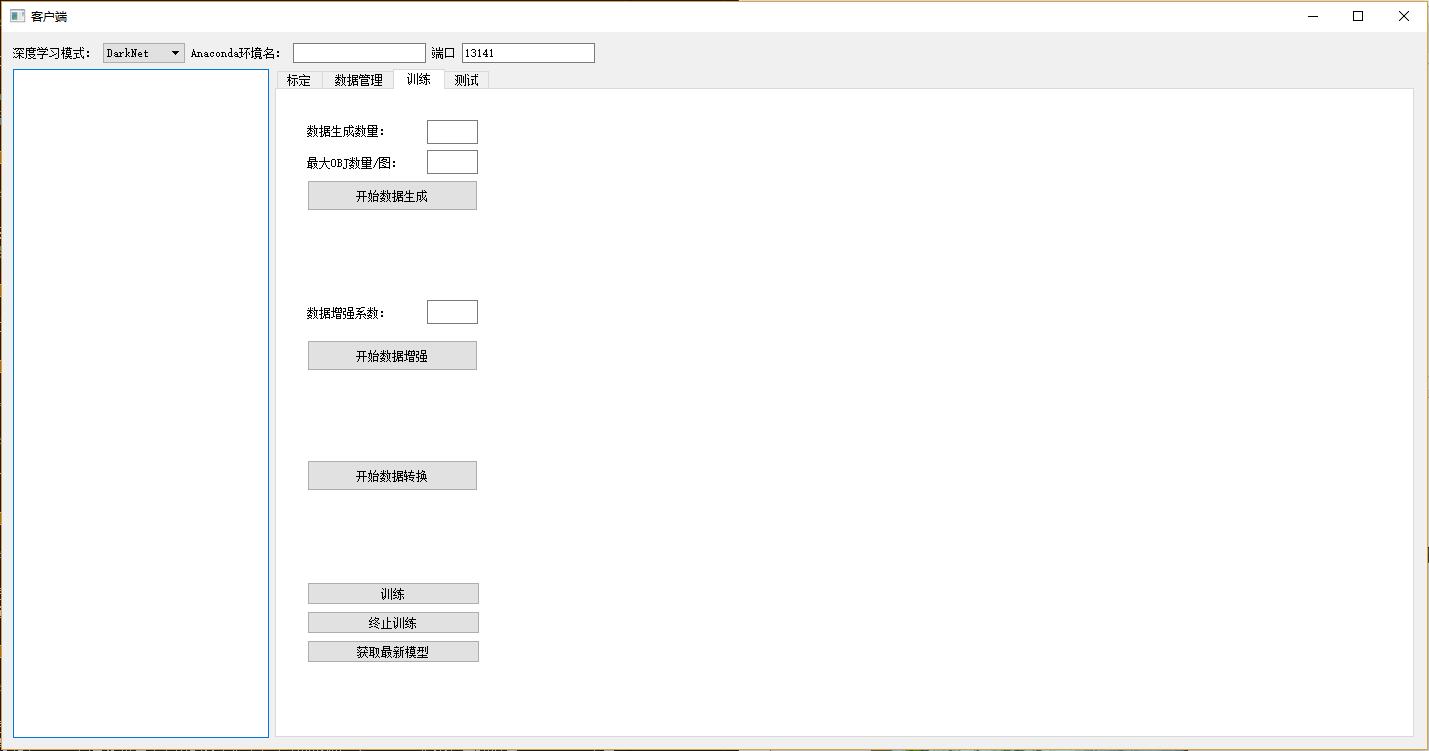 客户端
深度学习模式: DarkNet Anaconda环境名: 端口 13141
标定 数据管理 训练 测试
数据生成数量:
最大OBJ数量/图:
开始数据生成
数据增强系数:
开始数据增强
开始数据转换
训练
终止训练
获取最新模型